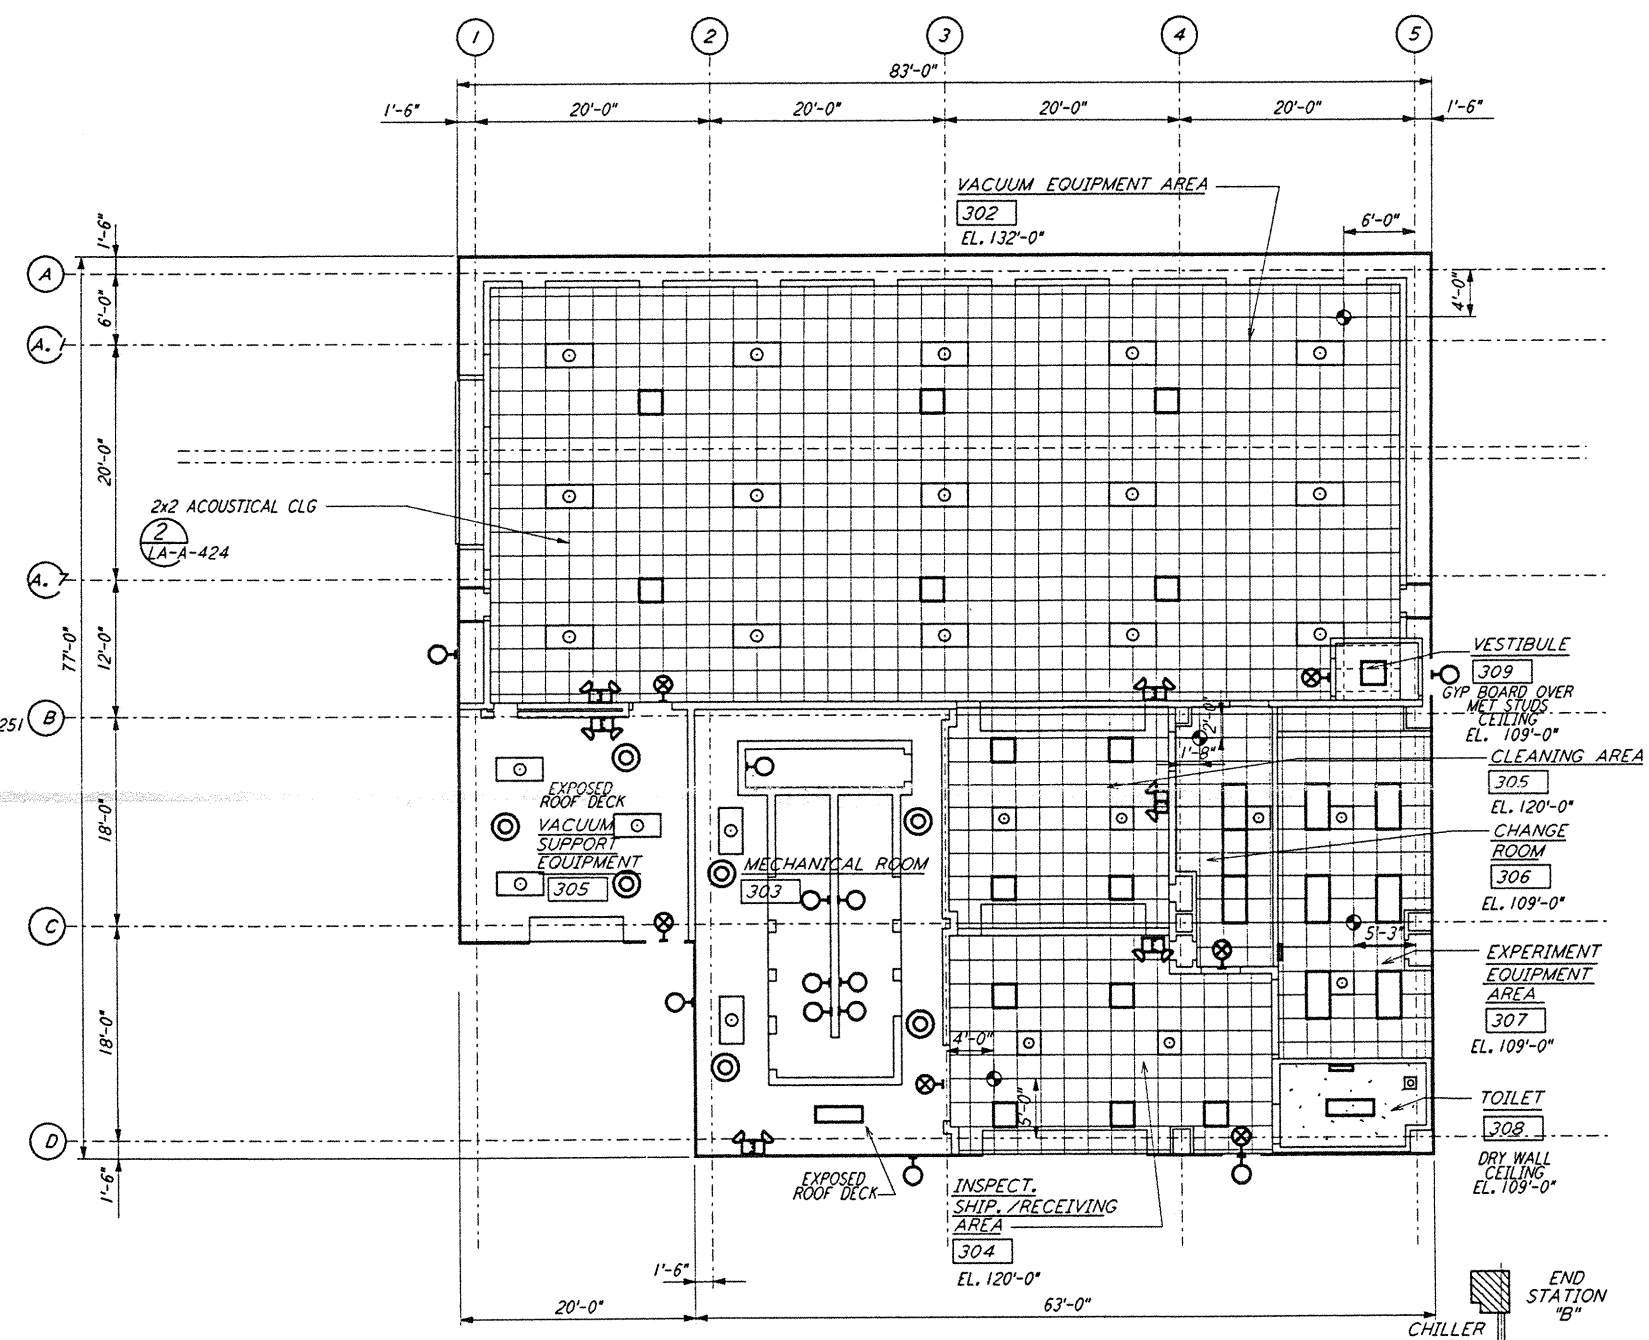 1 2 3 4 5
83'-0"
1'-6" 20'-0" 20'-0" 20'-0" 20'-0" 1'-6"
VACUUM EQUIPMENT AREA
302
EL. 132'-0"
6'-0"
1'-6"
A
4'-0"
6'-0"
A.1
20'-0"
2x2 ACOUSTICAL CLG
2
LA-A-424
A.7
77'-0"
12'-0"
VESTIBULE
309
GYP BOARD OVER
MET STUDS
CEILING
EL. 109'-0"
251
B
2'-0"
1'-8"
CLEANING AREA
305
EL. 120'-0"
EXPOSED
ROOF DECK
18'-0"
VACUUM
SUPPORT
EQUIPMENT
305
MECHANICAL ROOM
303
CHANGE
ROOM
306
EL. 109'-0"
C
5'-3"
EXPERIMENT
EQUIPMENT
AREA
307
EL. 109'-0"
18'-0"
4'-0"
5'-0"
TOILET
308
DRY WALL
CEILING
EL. 109'-0"
D
1'-6"
EXPOSED
ROOF DECK
INSPECT.
SHIP./RECEIVING
AREA
304
EL. 120'-0"
1'-6"
20'-0" 63'-0"
END
STATION
"B"
CHILLER